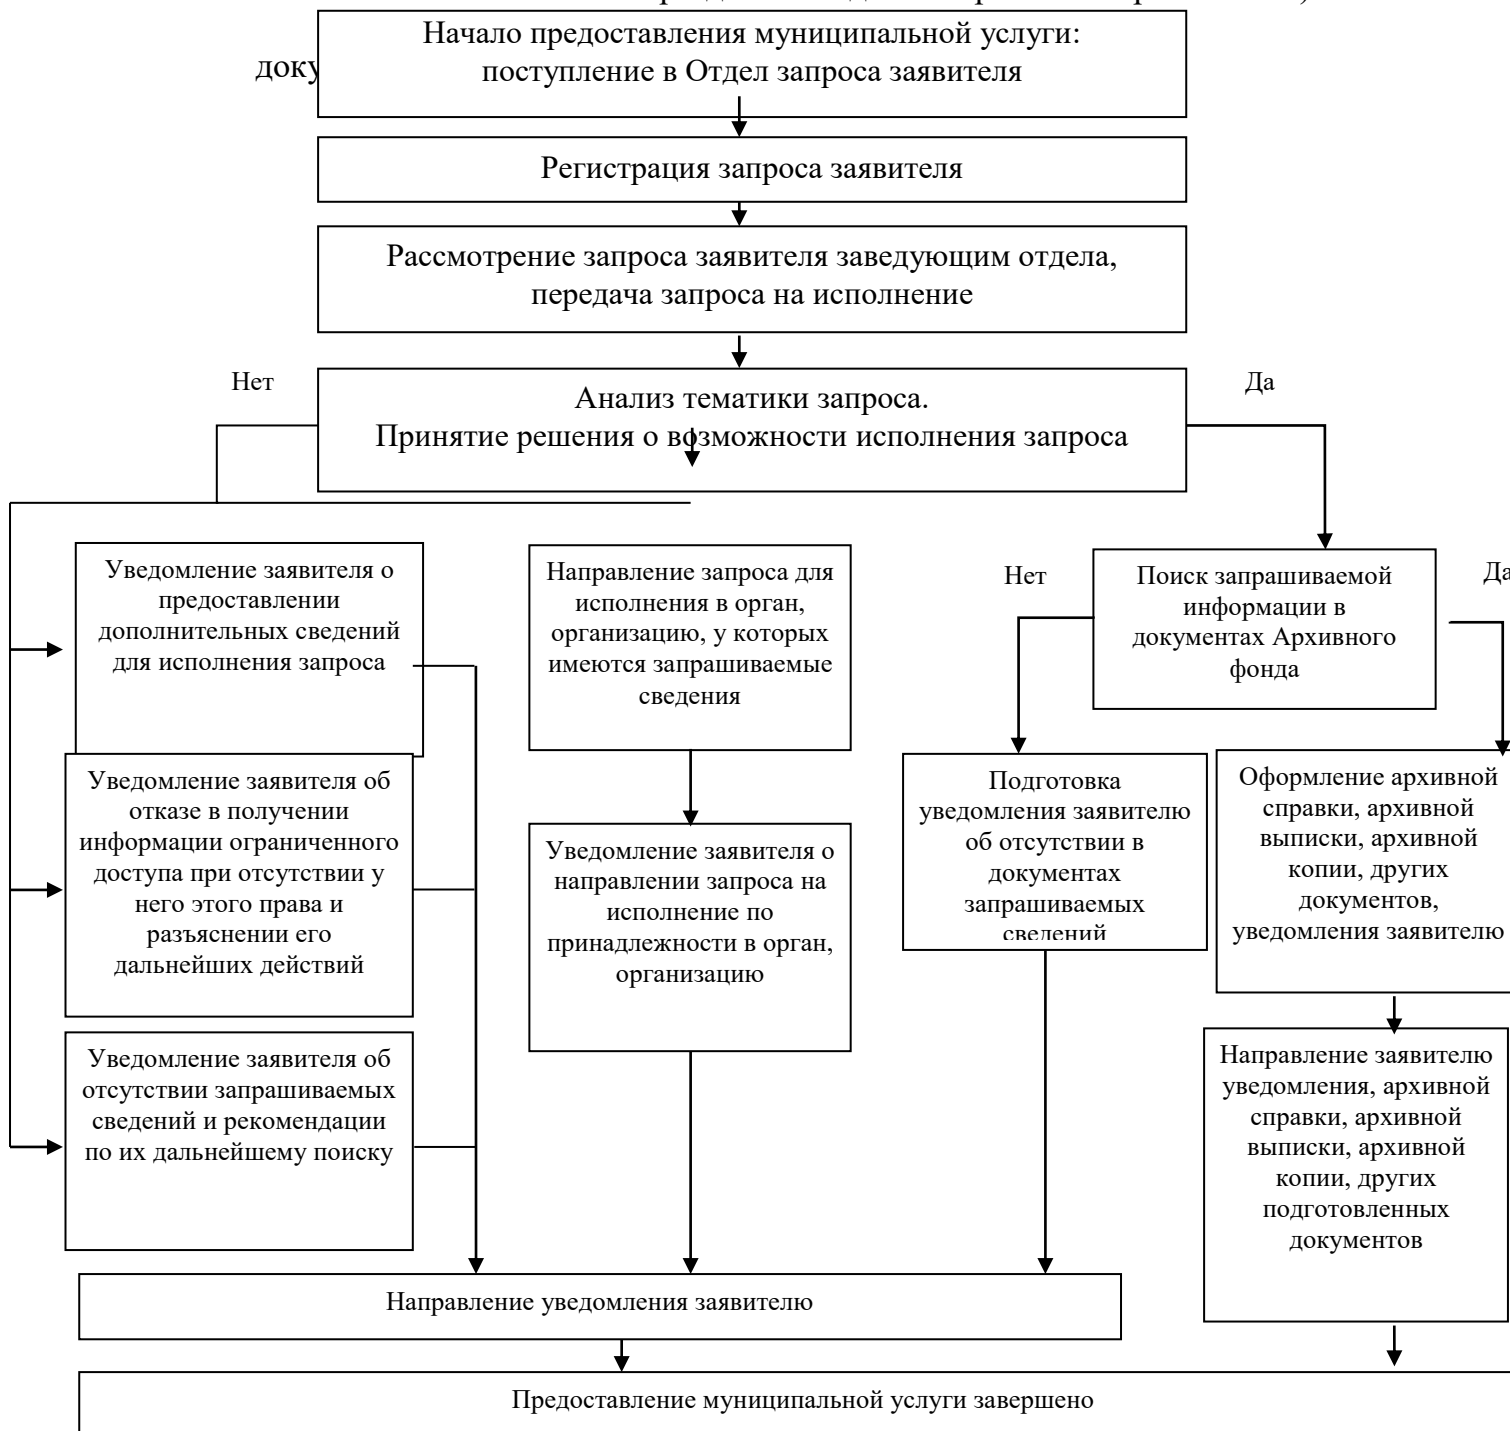 Начало предоставления муниципальной услуги:
доку
поступление в Отдел запроса заявителя
Регистрация запроса заявителя
Рассмотрение запроса заявителя заведующим отдела,
передача запроса на исполнение
Нет
Да
Анализ тематики запроса.
Принятие решения о возможности исполнения запроса
Уведомление заявителя о
предоставлении
дополнительных сведений
для исполнения запроса
Направление запроса для
исполнения в орган,
организацию, у которых
имеются запрашиваемые
сведения
Нет
Поиск запрашиваемой
информации в
документах Архивного
фонда
Да
Уведомление заявителя об
отказе в получении
информации ограниченного
доступа при отсутствии у
него этого права и
разъяснении его
дальнейших действий
Уведомление заявителя о
направлении запроса на
исполнение по
принадлежности в орган,
организацию
Подготовка
уведомления заявителю
об отсутствии в
документах
запрашиваемых
сведений
Оформление архивной
справки, архивной
выписки, архивной
копии, других
документов,
уведомления заявителю
Уведомление заявителя об
отсутствии запрашиваемых
сведений и рекомендации
по их дальнейшему поиску
Направление заявителю
уведомления, архивной
справки, архивной
выписки, архивной
копии, других
подготовленных
документов
Направление уведомления заявителю
Предоставление муниципальной услуги завершено